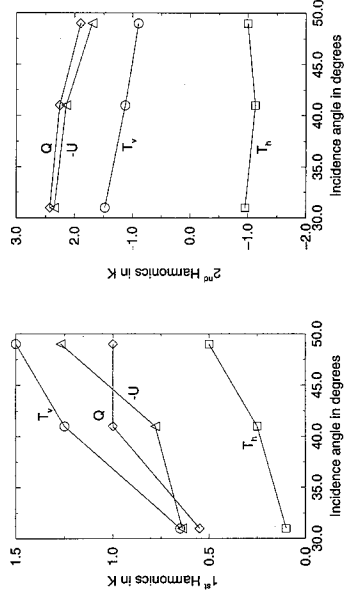 1st Harmonics in K
1.5
1.0
0.5
0.0
Tv
Q
-U
Th
30.0 35.0 40.0 45.0 50.0
Incidence angle in degrees
2nd Harmonics in K
3.0
2.0
1.0
0.0
-1.0
-2.0
Q
-U
Tv
Th
30.0 35.0 40.0 45.0 50.0
Incidence angle in degrees